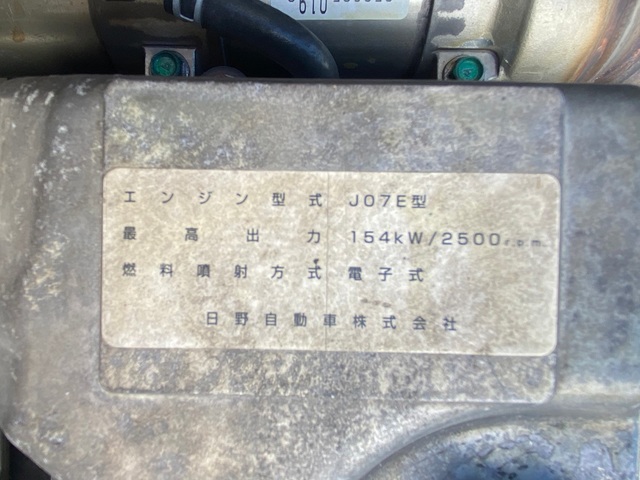 エンジン型式 J07E型
最高出力 154kW/2500r.p.m.
燃料噴射方式 電子式
日野自動車株式会社